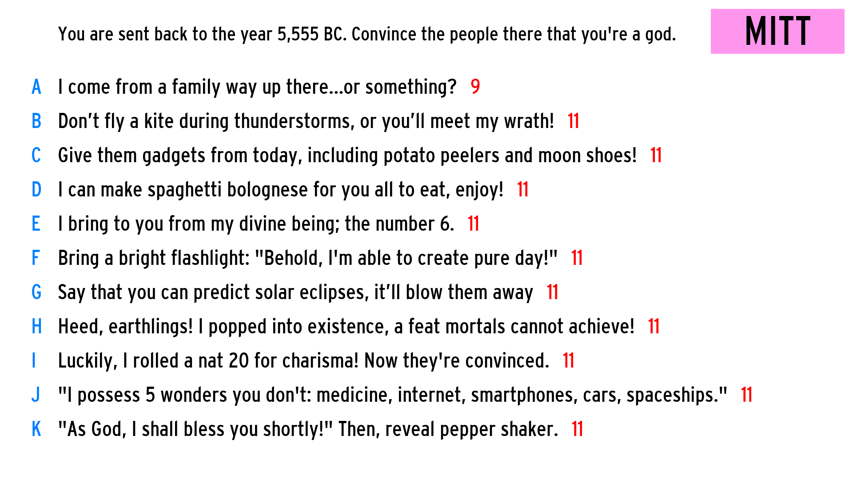 You are sent back to the year 5,555 BC. Convince the people there that you're a god.
MITT
A I come from a family way up there...or something? 9
B Don't fly a kite during thunderstorms, or you'll meet my wrath! 11
C Give them gadgets from today, including potato peelers and moon shoes! 11
D I can make spaghetti bolognese for you all to eat, enjoy! 11
E I bring to you from my divine being; the number 6. 11
F Bring a bright flashlight: "Behold, I'm able to create pure day!" 11
G Say that you can predict solar eclipses, it'll blow them away 11
H Heed, earthlings! I popped into existence, a feat mortals cannot achieve! 11
I Luckily, I rolled a nat 20 for charisma! Now they're convinced. 11
J "I possess 5 wonders you don't: medicine, internet, smartphones, cars, spaceships." 11
K "As God, I shall bless you shortly!" Then, reveal pepper shaker. 11